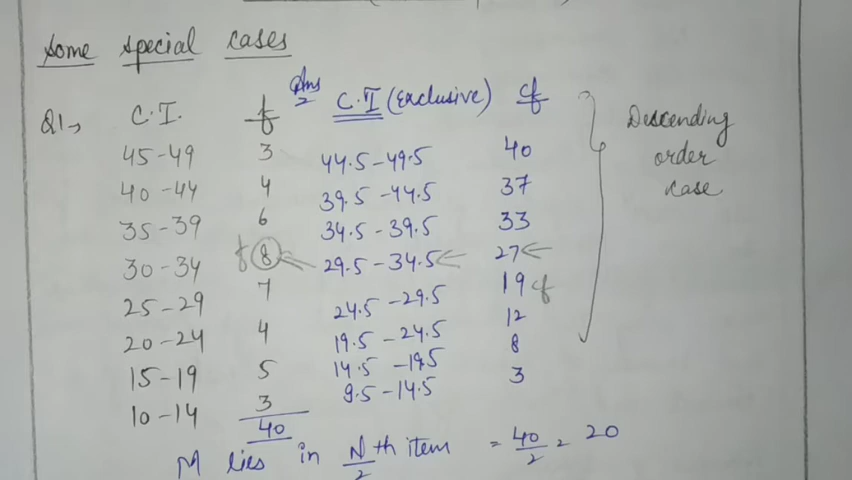 Some special cases
Q1→ C.I. f Ans C.I (Exclusive) cf
45-49 3 44.5-49.5 40
40-44 4 39.5-44.5 37
35-39 6 34.5-39.5 33
30-34 f 8 29.5-34.5 27
25-29 7 24.5-29.5 19 cf
20-24 4 19.5-24.5 12
15-19 5 14.5-19.5 8
10-14 3 9.5-14.5 3
40
Descending
order
case
M lies in N/2 th item = 40/2 = 20